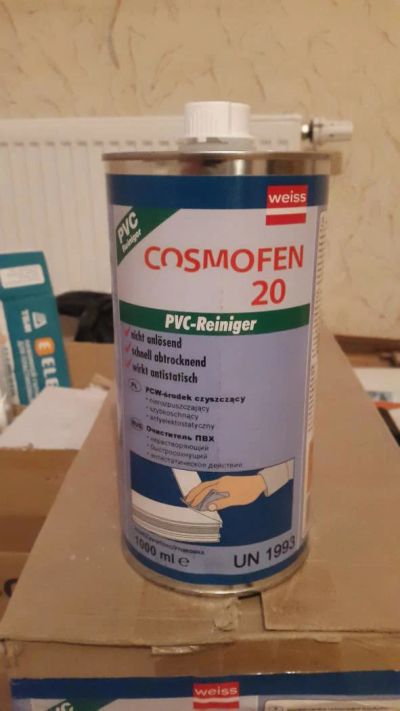 weiss
PVC
Reiniger
COSMOFEN
20
PVC-Reiniger
nicht anlösend
schnell abtrocknend
wirkt antistatisch
PL PCW-środek czyszczący
- nierozpuszczający
- szybkoschnący
- antyelektostatyczny
RUS Очиститель ПВХ
- нерастворяющий
- быстросохнущий
- антистатическое действие
1000 ml e
UN 1993
weiss